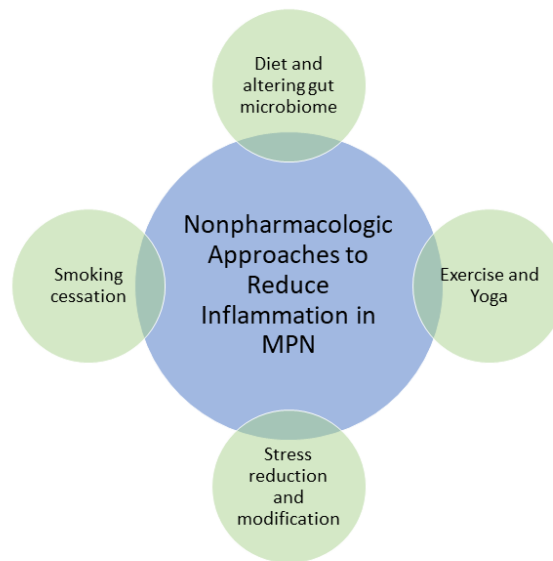 Diet and
altering gut
microbiome
Nonpharmacologic
Approaches to
Reduce
Inflammation in
MPN
Smoking
cessation
Exercise and
Yoga
Stress
reduction
and
modification